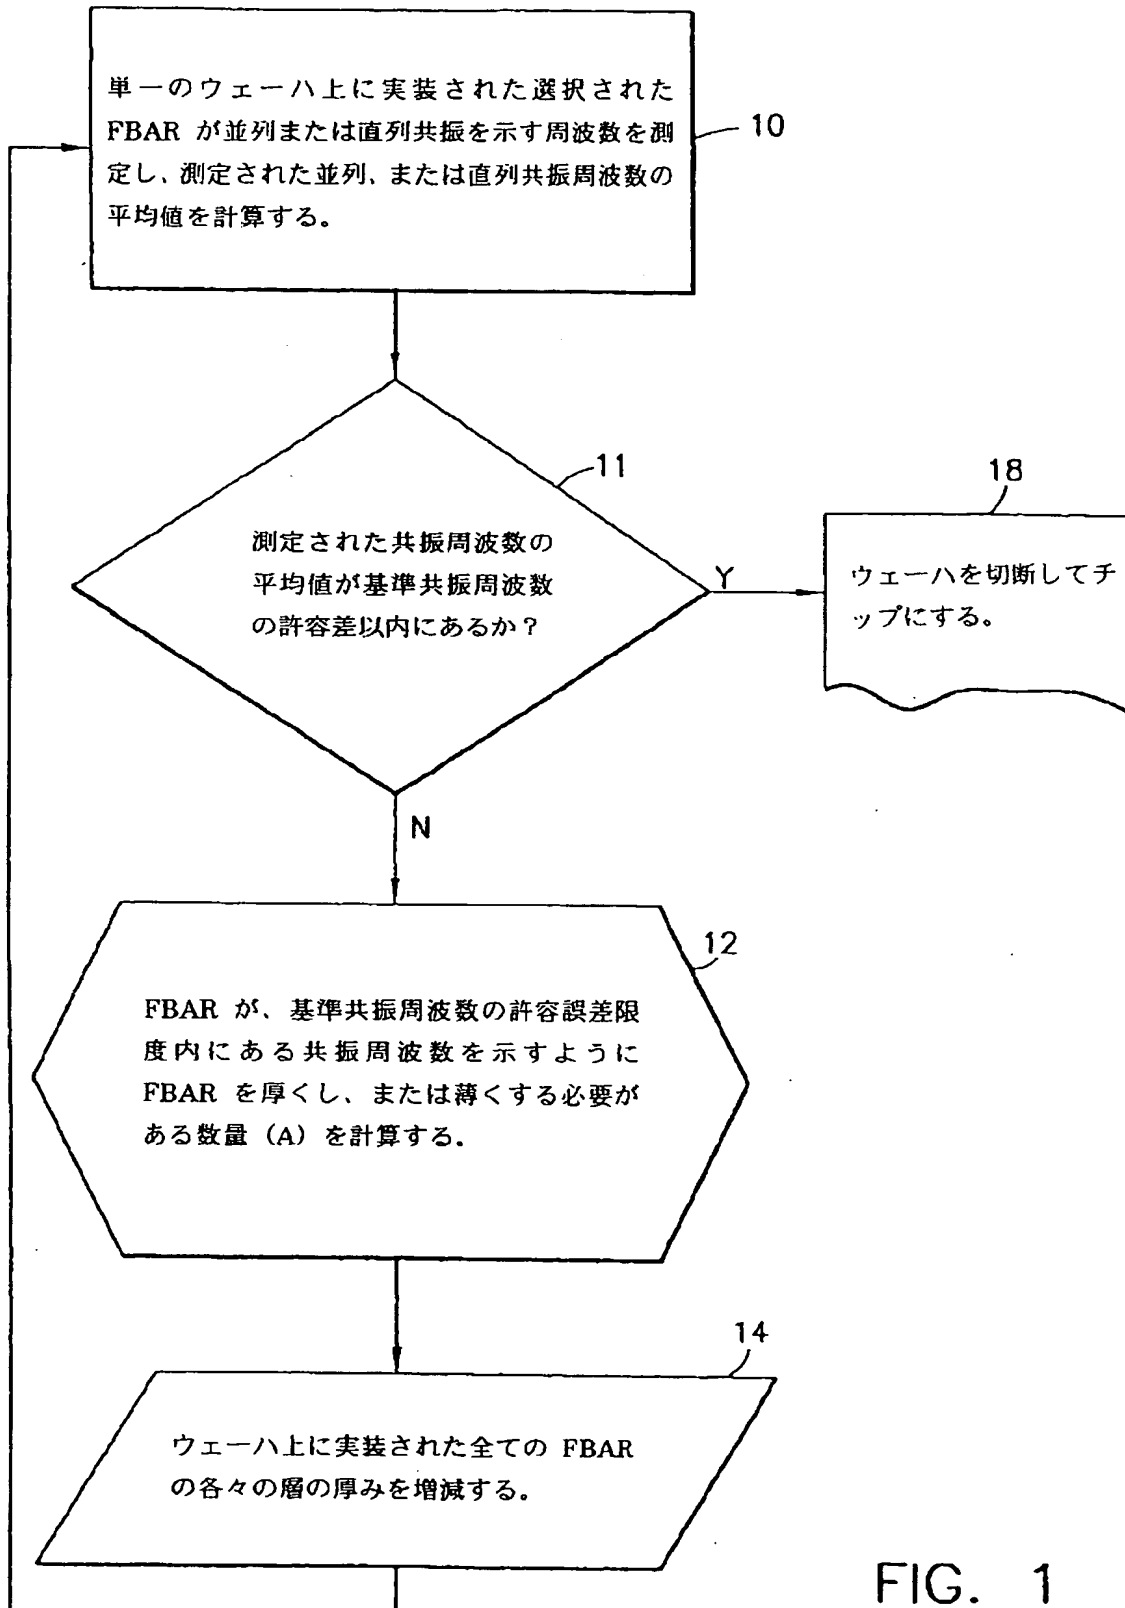 単一のウェーハ上に実装された選択された
FBAR が並列または直列共振を示す周波数を測
定し、測定された並列、または直列共振周波数の
平均値を計算する。
10
11
測定された共振周波数の
平均値が基準共振周波数
の許容差以内にあるか？
Y
18
ウェーハを切断してチ
ップにする。
N
12
FBAR が、基準共振周波数の許容誤差限
度内にある共振周波数を示すように
FBAR を厚くし、または薄くする必要が
ある数量（A）を計算する。
14
ウェーハ上に実装された全ての FBAR
の各々の層の厚みを増減する。
FIG. 1